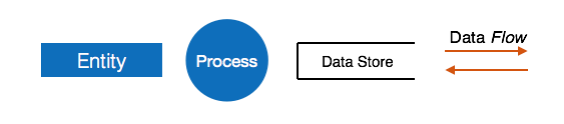 Entity
Process
Data Store
Data Flow